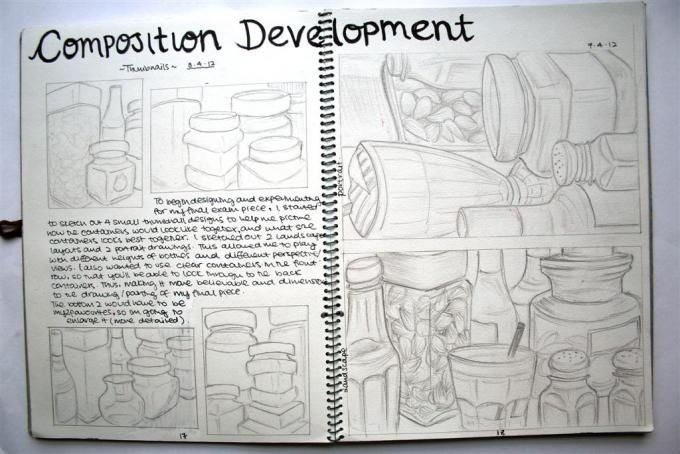 Composition Development
~Thumbnails~ 8-4-12
9-4-12
To begin designing and experimenting
for my final exam piece, I started
to sketch out 4 small thumbnail designs to help me picture
how the containers would look like together, and what size
containers looks best together. I sketched out 2 landscape
layouts and 2 portrait drawings. This allowed me to play
with different heights of bottles and different perspective/
views. I also wanted to use clear containers in the front
row, so that you'll be able to look through to the back
containers. Thus, making it more believable and dimension
to the drawing/painting of my final piece.
The bottom 2 would have to be
my favourites, so im going to
enlarge it (more detailed).
portrait
landscape
17
18